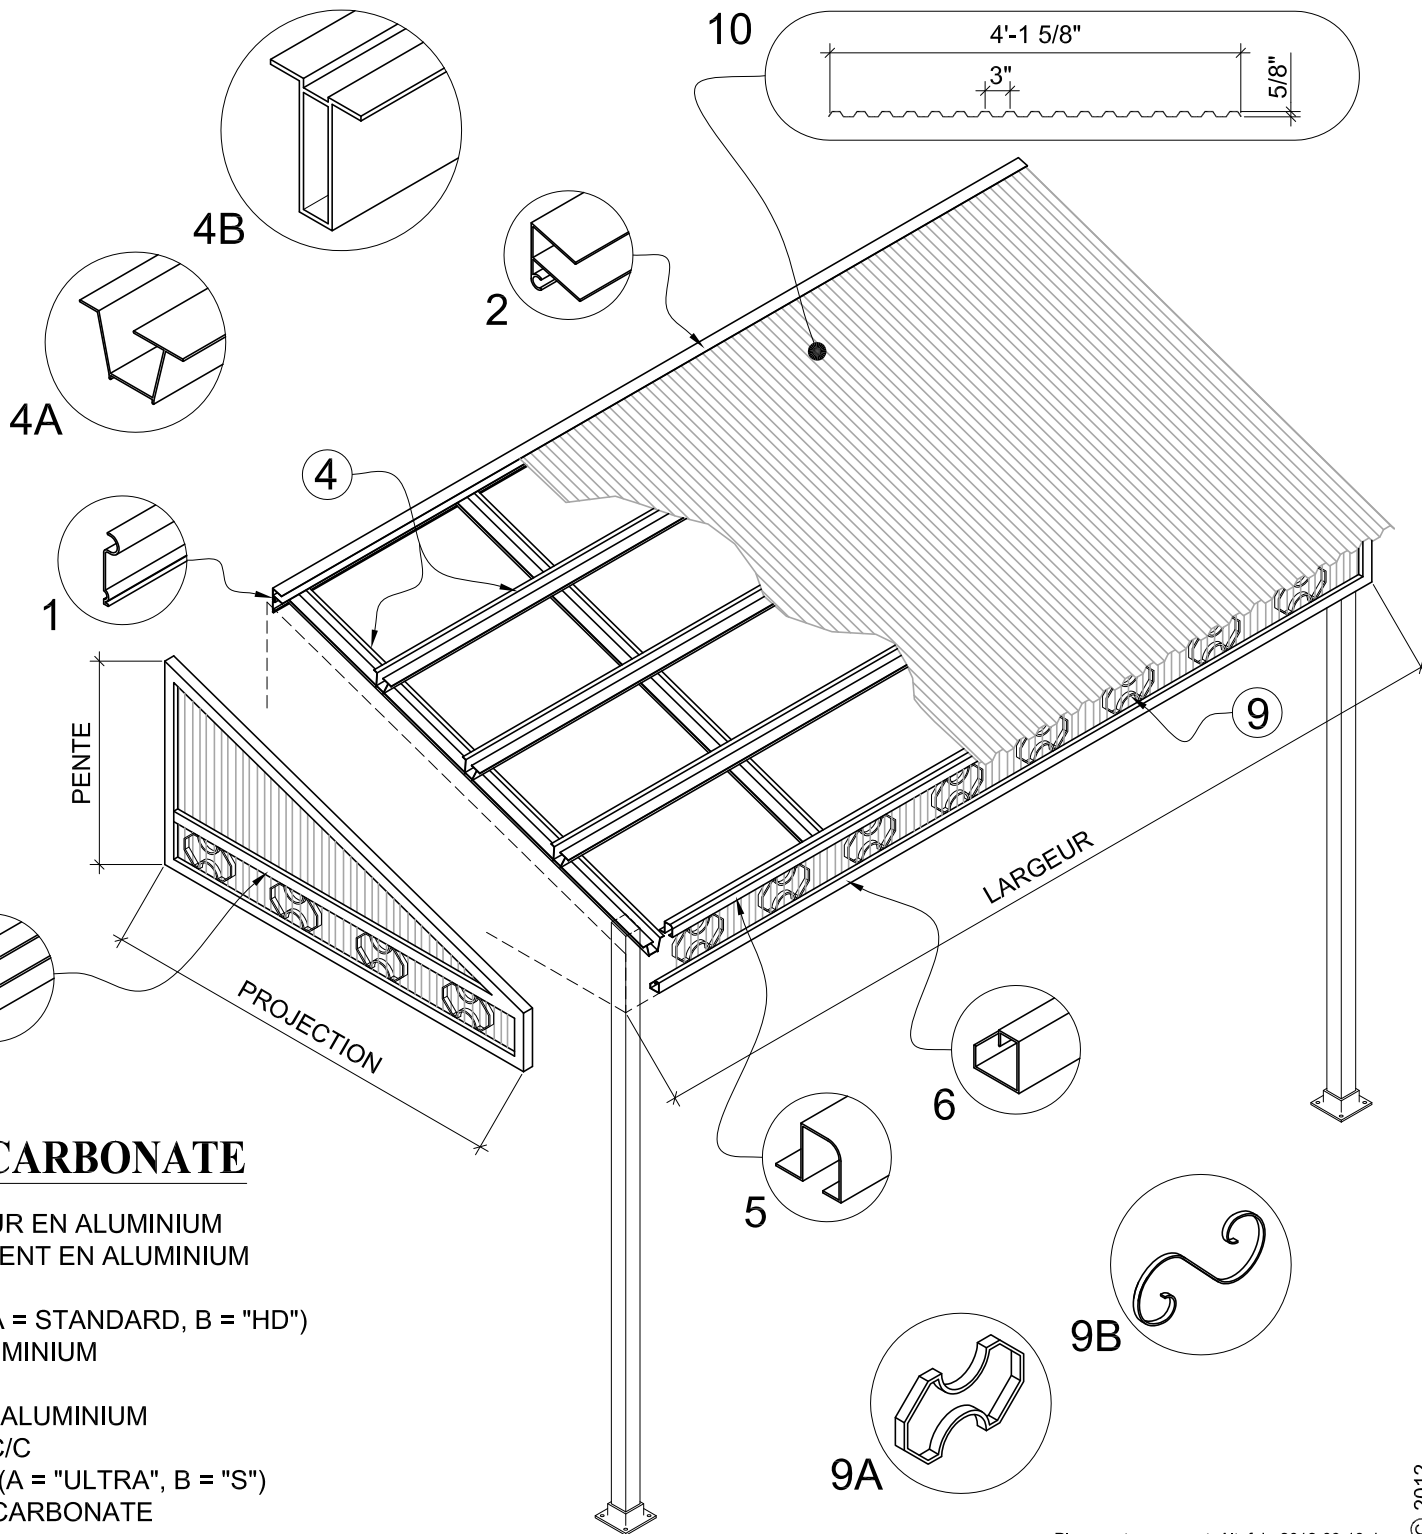 10
4'-1 5/8"
3"
5/8"
4B
2
4A
4
1
PENTE
9
LARGEUR
PROJECTION
6
5
CARBONATE
UR EN ALUMINIUM
ENT EN ALUMINIUM
A = STANDARD, B = "HD")
MINIUM
ALUMINIUM
C/C
(A = "ULTRA", B = "S")
CARBONATE
9B
9A
© 2012